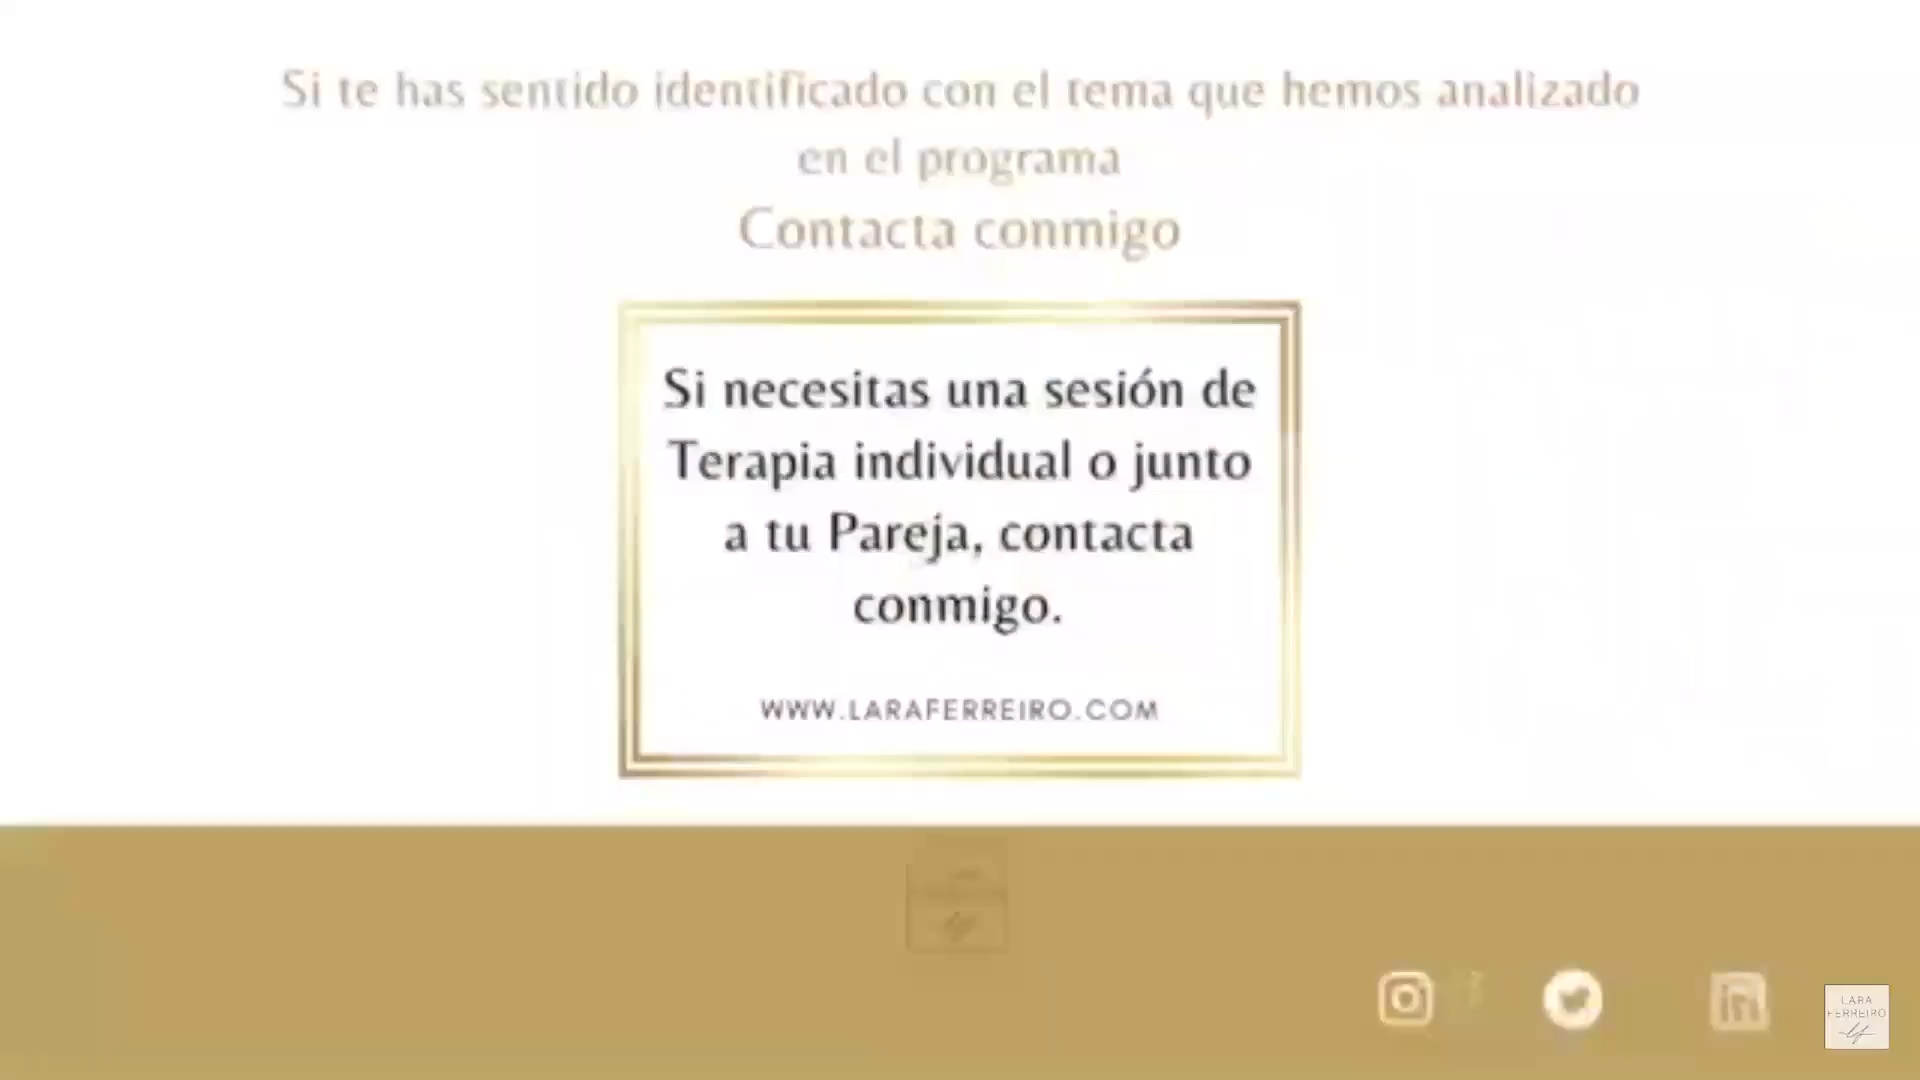 Si te has sentido identificado con el tema que hemos analizado
en el programa
Contacta conmigo
Si necesitas una sesión de
Terapia individual o junto
a tu Pareja, contacta
conmigo.
WWW.LARAFERREIRO.COM
LARA
FERREIRO